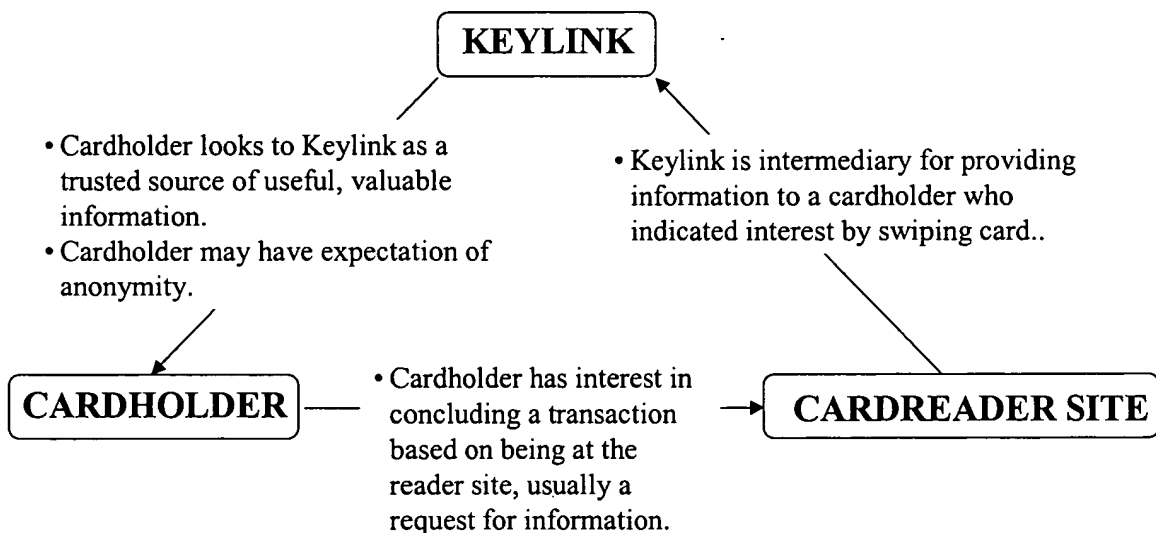 KEYLINK
• Cardholder looks to Keylink as a
trusted source of useful, valuable
information.
• Cardholder may have expectation of
anonymity.
• Keylink is intermediary for providing
information to a cardholder who
indicated interest by swiping card..
CARDHOLDER
• Cardholder has interest in
concluding a transaction
based on being at the
reader site, usually a
request for information.
CARDREADER SITE